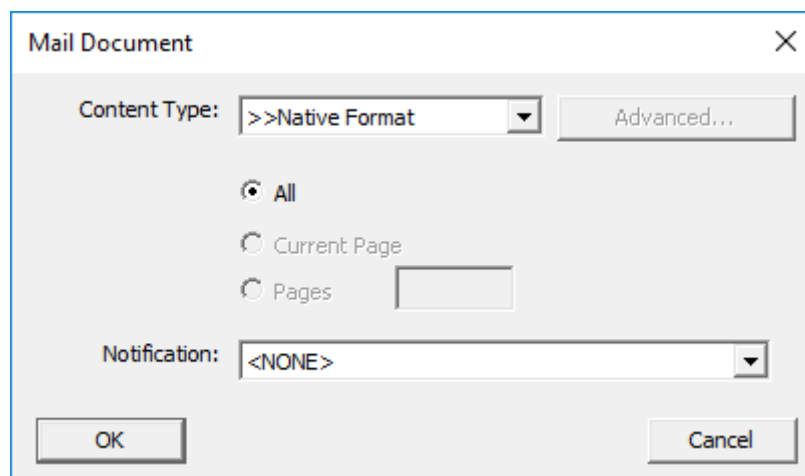 Mail Document
Content Type: >>Native Format Advanced...
All
Current Page
Pages
Notification: <NONE>
OK Cancel